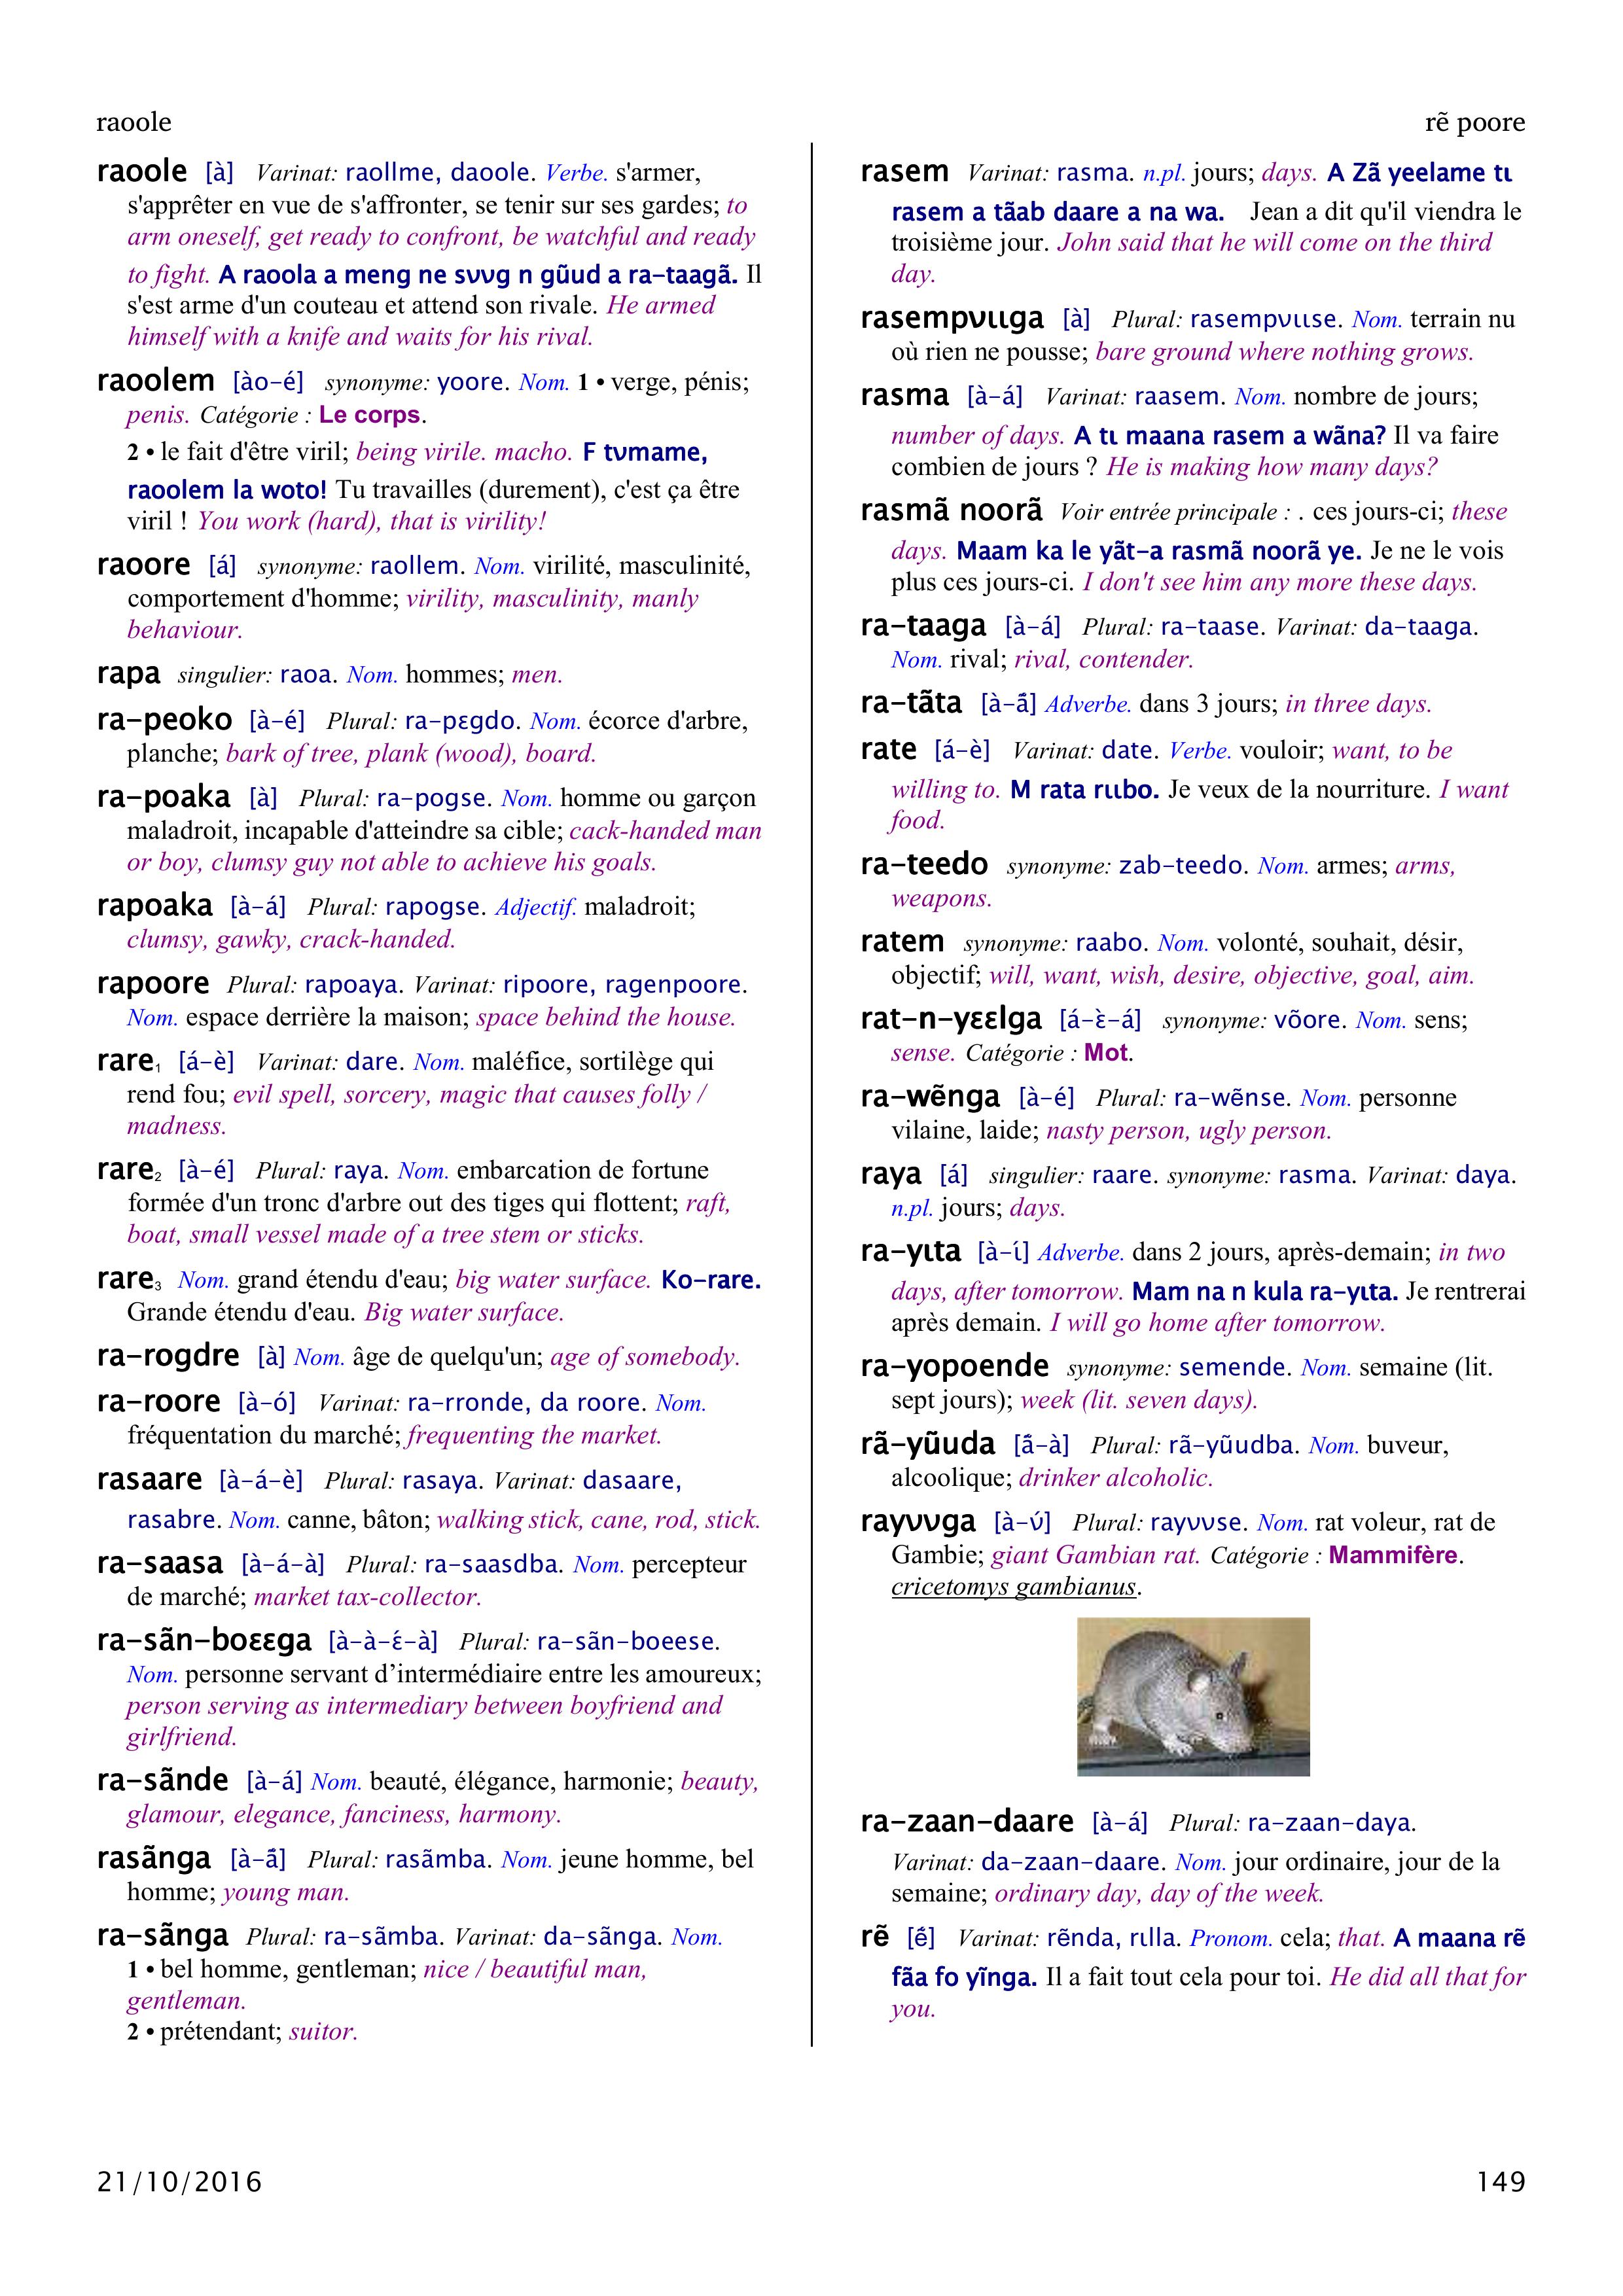 raoole
rẽ poore
raoole [à] Varinat: raollme, daoole. Verbe. s'armer,
s'apprêter en vue de s'affronter, se tenir sur ses gardes; to
arm oneself, get ready to confront, be watchful and ready
to fight. A raoola a meng ne sʋʋg n gũud a ra-taagã. Il
s'est arme d'un couteau et attend son rivale. He armed
himself with a knife and waits for his rival.
raoolem [ào-é] synonyme: yoore. Nom. 1 • verge, pénis;
penis. Catégorie : Le corps.
2 • le fait d'être viril; being virile. macho. F tʋmame,
raoolem la woto! Tu travailles (durement), c'est ça être
viril ! You work (hard), that is virility!
raoore [á] synonyme: raollem. Nom. virilité, masculinité,
comportement d'homme; virility, masculinity, manly
behaviour.
rapa singulier: raoa. Nom. hommes; men.
ra-peoko [à-é] Plural: ra-pɛgdo. Nom. écorce d'arbre,
planche; bark of tree, plank (wood), board.
ra-poaka [à] Plural: ra-pogse. Nom. homme ou garçon
maladroit, incapable d'atteindre sa cible; cack-handed man
or boy, clumsy guy not able to achieve his goals.
rapoaka [à-á] Plural: rapogse. Adjectif. maladroit;
clumsy, gawky, crack-handed.
rapoore Plural: rapoaya. Varinat: ripoore, ragenpoore.
Nom. espace derrière la maison; space behind the house.
rare₁ [á-è] Varinat: dare. Nom. maléfice, sortilège qui
rend fou; evil spell, sorcery, magic that causes folly /
madness.
rare₂ [à-é] Plural: raya. Nom. embarcation de fortune
formée d'un tronc d'arbre out des tiges qui flottent; raft,
boat, small vessel made of a tree stem or sticks.
rare₃ Nom. grand étendu d'eau; big water surface. Ko-rare.
Grande étendu d'eau. Big water surface.
ra-rogdre [à] Nom. âge de quelqu'un; age of somebody.
ra-roore [à-ó] Varinat: ra-rronde, da roore. Nom.
fréquentation du marché; frequenting the market.
rasaare [à-á-è] Plural: rasaya. Varinat: dasaare,
rasabre. Nom. canne, bâton; walking stick, cane, rod, stick.
ra-saasa [à-á-à] Plural: ra-saasdba. Nom. percepteur
de marché; market tax-collector.
ra-sãn-boɛɛga [à-à-ɛ́-à] Plural: ra-sãn-boeese.
Nom. personne servant d’intermédiaire entre les amoureux;
person serving as intermediary between boyfriend and
girlfriend.
ra-sãnde [à-á] Nom. beauté, élégance, harmonie; beauty,
glamour, elegance, fanciness, harmony.
rasãnga [à-ã́] Plural: rasãmba. Nom. jeune homme, bel
homme; young man.
ra-sãnga Plural: ra-sãmba. Varinat: da-sãnga. Nom.
1 • bel homme, gentleman; nice / beautiful man,
gentleman.
2 • prétendant; suitor.
rasem Varinat: rasma. n.pl. jours; days. A Zã yeelame tɩ
rasem a tãab daare a na wa. Jean a dit qu'il viendra le
troisième jour. John said that he will come on the third
day.
rasempʋɩɩga [à] Plural: rasempʋɩɩse. Nom. terrain nu
où rien ne pousse; bare ground where nothing grows.
rasma [à-á] Varinat: raasem. Nom. nombre de jours;
number of days. A tɩ maana rasem a wãna? Il va faire
combien de jours ? He is making how many days?
rasmã noorã Voir entrée principale : . ces jours-ci; these
days. Maam ka le yãt-a rasmã noorã ye. Je ne le vois
plus ces jours-ci. I don't see him any more these days.
ra-taaga [à-á] Plural: ra-taase. Varinat: da-taaga.
Nom. rival; rival, contender.
ra-tãta [à-ã́] Adverbe. dans 3 jours; in three days.
rate [á-è] Varinat: date. Verbe. vouloir; want, to be
willing to. M rata rɩɩbo. Je veux de la nourriture. I want
food.
ra-teedo synonyme: zab-teedo. Nom. armes; arms,
weapons.
ratem synonyme: raabo. Nom. volonté, souhait, désir,
objectif; will, want, wish, desire, objective, goal, aim.
rat-n-yɛɛlga [á-ɛ̀-á] synonyme: võore. Nom. sens;
sense. Catégorie : Mot.
ra-wẽnga [à-é] Plural: ra-wẽnse. Nom. personne
vilaine, laide; nasty person, ugly person.
raya [á] singulier: raare. synonyme: rasma. Varinat: daya.
n.pl. jours; days.
ra-yɩta [à-ɩ́] Adverbe. dans 2 jours, après-demain; in two
days, after tomorrow. Mam na n kula ra-yɩta. Je rentrerai
après demain. I will go home after tomorrow.
ra-yopoende synonyme: semende. Nom. semaine (lit.
sept jours); week (lit. seven days).
rã-yũuda [ã́-à] Plural: rã-yũudba. Nom. buveur,
alcoolique; drinker alcoholic.
rayʋʋga [à-ʋ́] Plural: rayʋʋse. Nom. rat voleur, rat de
Gambie; giant Gambian rat. Catégorie : Mammifère.
cricetomys gambianus.
ra-zaan-daare [à-á] Plural: ra-zaan-daya.
Varinat: da-zaan-daare. Nom. jour ordinaire, jour de la
semaine; ordinary day, day of the week.
rẽ [ẽ́] Varinat: rẽnda, rɩlla. Pronom. cela; that. A maana rẽ
fãa fo yĩnga. Il a fait tout cela pour toi. He did all that for
you.
21/10/2016
149